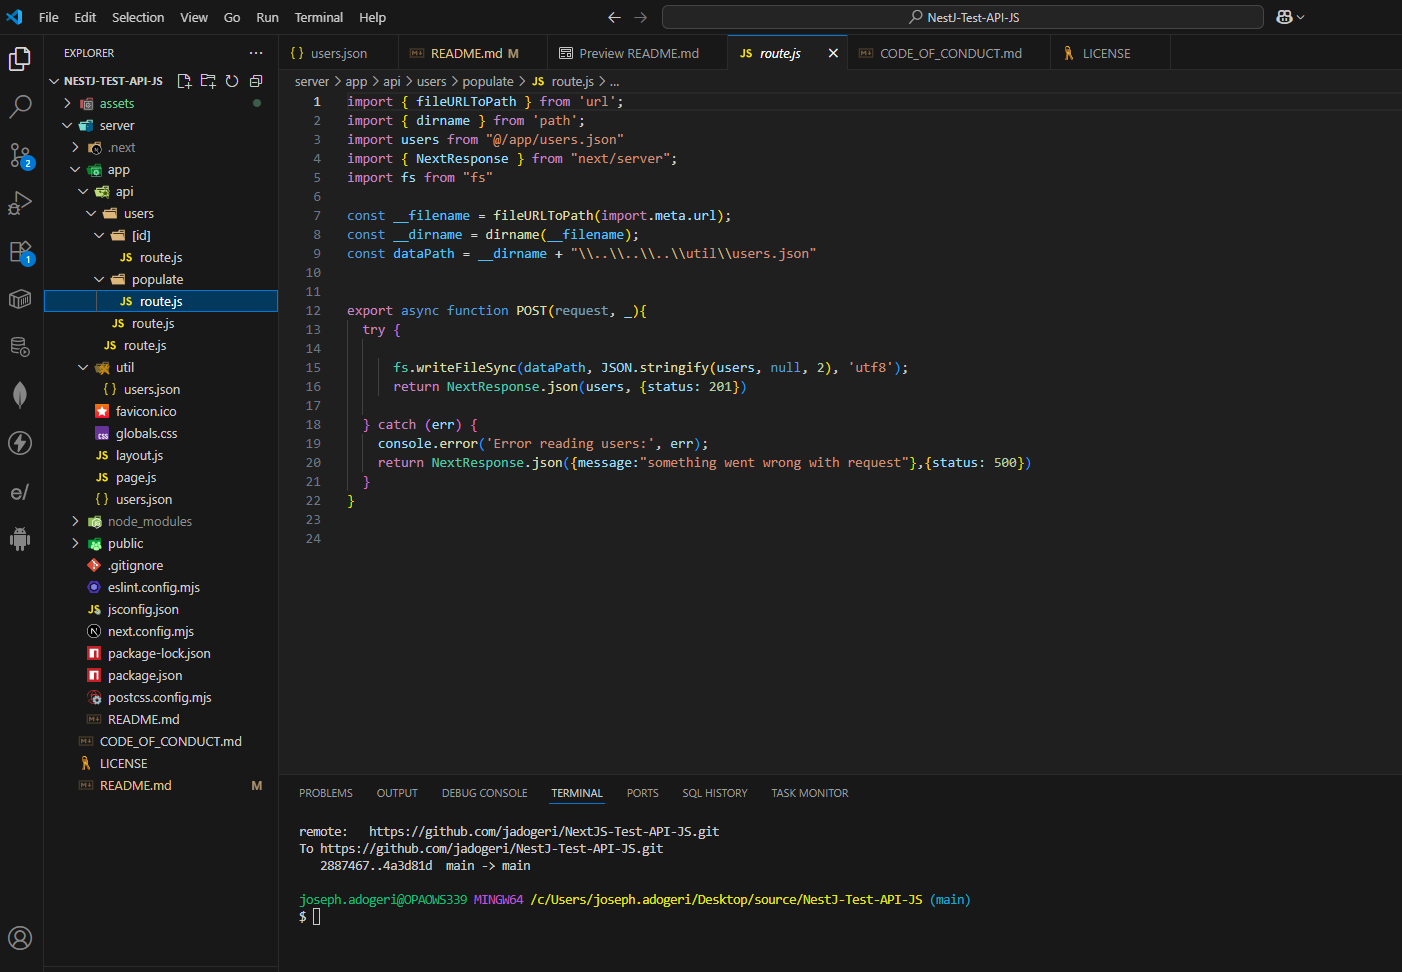 File Edit Selection View Go Run Terminal Help
NestJ-Test-API-JS
EXPLORER
NESTJ-TEST-API-JS
assets
server
.next
app
api
users
[id]
JS route.js
populate
JS route.js
JS route.js
JS route.js
util
{ } users.json
favicon.ico
css globals.css
JS layout.js
JS page.js
{ } users.json
node_modules
public
.gitignore
eslint.config.mjs
JS jsconfig.json
N next.config.mjs
package-lock.json
package.json
postcss.config.mjs
README.md
CODE_OF_CONDUCT.md
LICENSE
README.md M
2
1
e/
{ } users.json
README.md M
Preview README.md
JS route.js
CODE_OF_CONDUCT.md
LICENSE
server > app > api > users > populate > JS route.js > ...
1 import { fileURLToPath } from 'url';
2 import { dirname } from 'path';
3 import users from "@/app/users.json"
4 import { NextResponse } from "next/server";
5 import fs from "fs"
6
7 const __filename = fileURLToPath(import.meta.url);
8 const __dirname = dirname(__filename);
9 const dataPath = __dirname + "\\..\\..\\..\\util\\users.json"
10
11
12 export async function POST(request, _){
13 try {
14
15 fs.writeFileSync(dataPath, JSON.stringify(users, null, 2), 'utf8');
16 return NextResponse.json(users, {status: 201})
17
18 } catch (err) {
19 console.error('Error reading users:', err);
20 return NextResponse.json({message:"something went wrong with request"},{status: 500})
21 }
22 }
23
24
PROBLEMS OUTPUT DEBUG CONSOLE TERMINAL PORTS SQL HISTORY TASK MONITOR
remote: https://github.com/jadogeri/NextJS-Test-API-JS.git
To https://github.com/jadogeri/NestJ-Test-API-JS.git
2887467..4a3d81d main -> main
joseph.adogeri@OPAOWS339 MINGW64 /c/Users/joseph.adogeri/Desktop/source/NestJ-Test-API-JS (main)
$